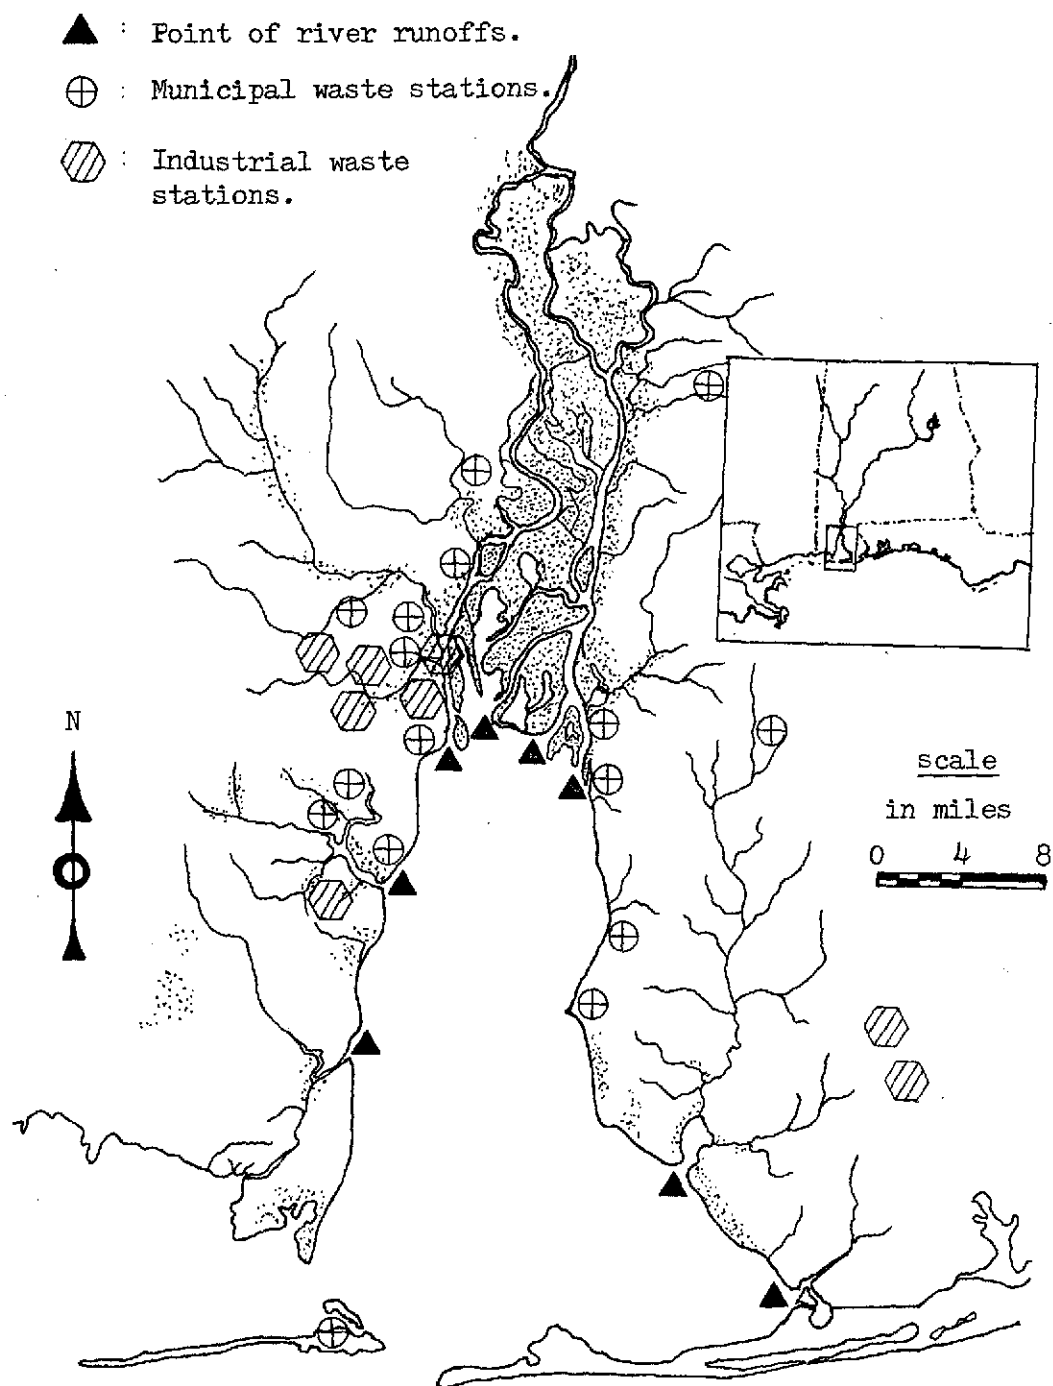 : Point of river runoffs.
: Municipal waste stations.
: Industrial waste
stations.
N
scale
in miles
0 4 8